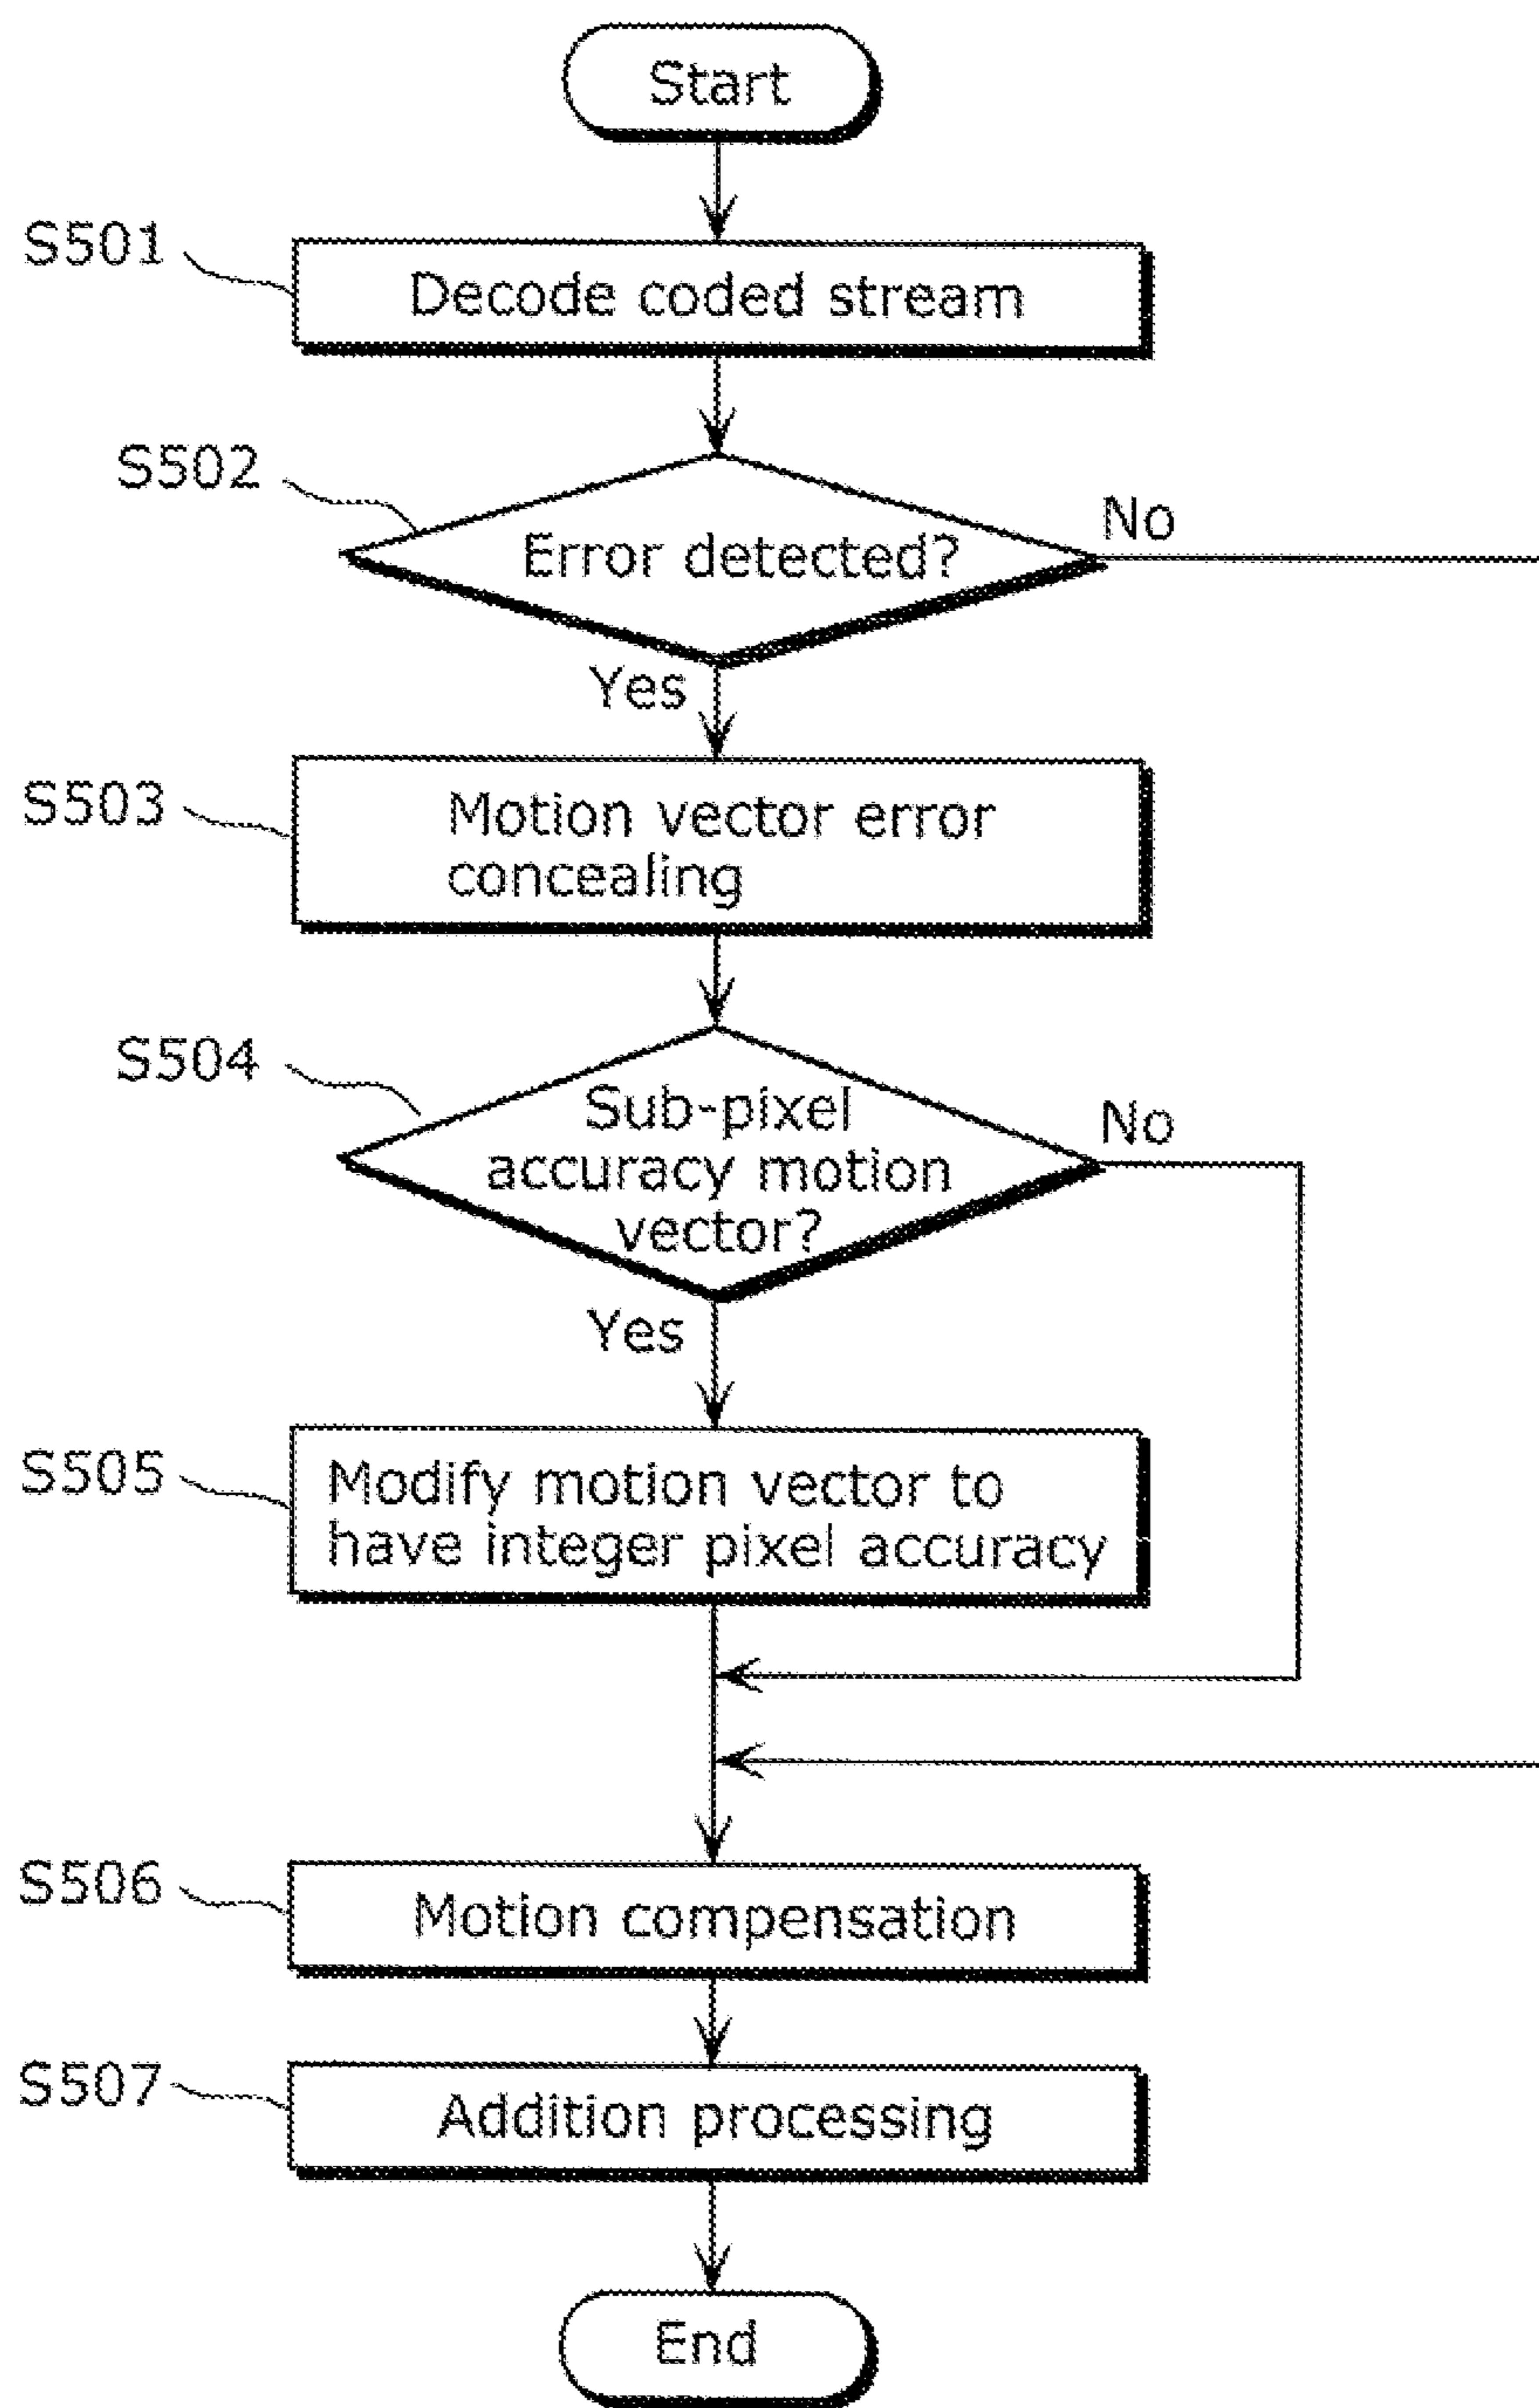 Start
S501
Decode coded stream
S502
Error detected?
No
Yes
S503
Motion vector error
concealing
S504
Sub-pixel
accuracy motion
vector?
No
Yes
S505
Modify motion vector to
have integer pixel accuracy
S506
Motion compensation
S507
Addition processing
End